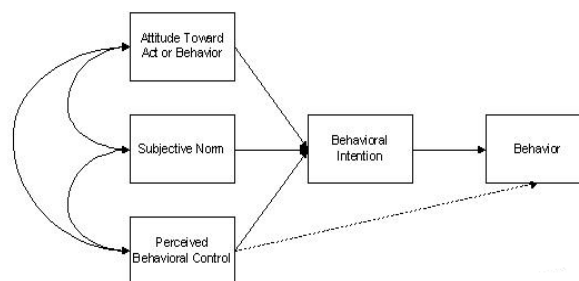 Attitude Toward
Act or Behavior
Subjective Norm
Behavioral
Intention
Behavior
Perceived
Behavioral Control